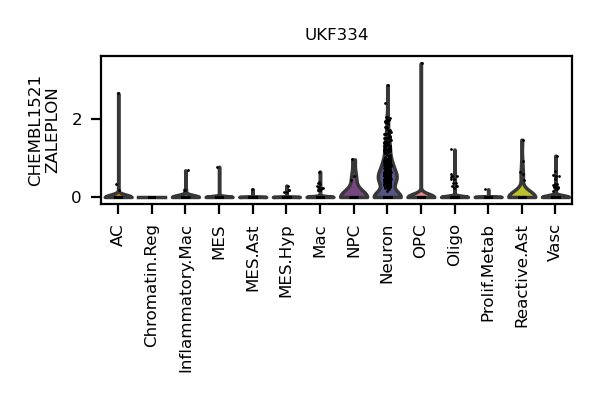 UKF334
CHEMBL1521
ZALEPLON
2
0
AC
Chromatin.Reg
Inflammatory.Mac
MES
MES.Ast
MES.Hyp
Mac
NPC
Neuron
OPC
Oligo
Prolif.Metab
Reactive.Ast
Vasc